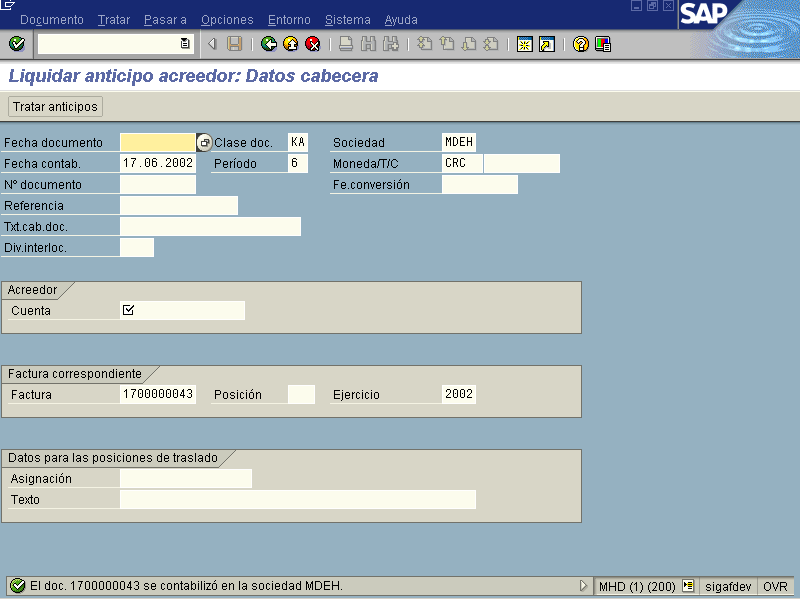 Documento Tratar Pasar a Opciones Entorno Sistema Ayuda
SAP
Liquidar anticipo acreedor: Datos cabecera
Tratar anticipos
Fecha documento Clase doc. KA Sociedad MDEH
Fecha contab. 17.06.2002 Período 6 Moneda/T/C CRC
Nº documento Fe.conversión
Referencia
Txt.cab.doc.
Div.interloc.
Acreedor
Cuenta
Factura correspondiente
Factura 1700000043 Posición Ejercicio 2002
Datos para las posiciones de traslado
Asignación
Texto
El doc. 1700000043 se contabilizó en la sociedad MDEH. MHD (1) (200) sigafdev OVR